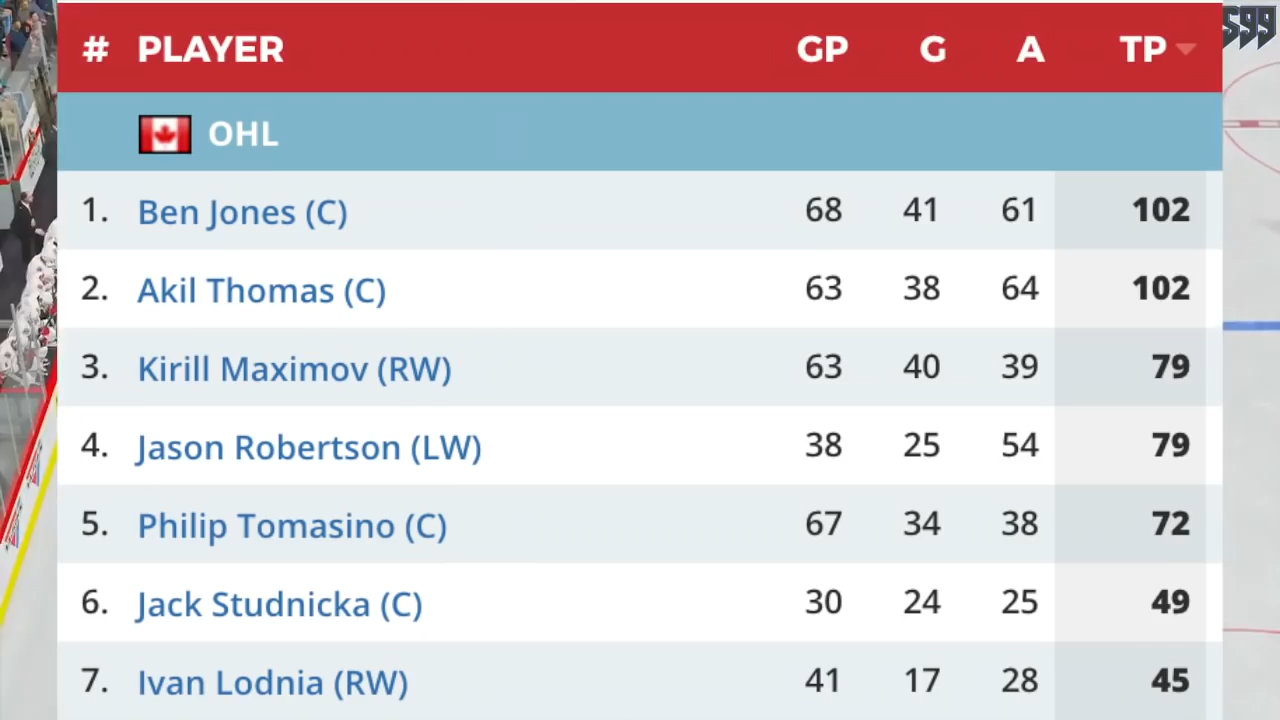 # PLAYER GP G A TP
OHL
1. Ben Jones (C) 68 41 61 102
2. Akil Thomas (C) 63 38 64 102
3. Kirill Maximov (RW) 63 40 39 79
4. Jason Robertson (LW) 38 25 54 79
5. Philip Tomasino (C) 67 34 38 72
6. Jack Studnicka (C) 30 24 25 49
7. Ivan Lodnia (RW) 41 17 28 45